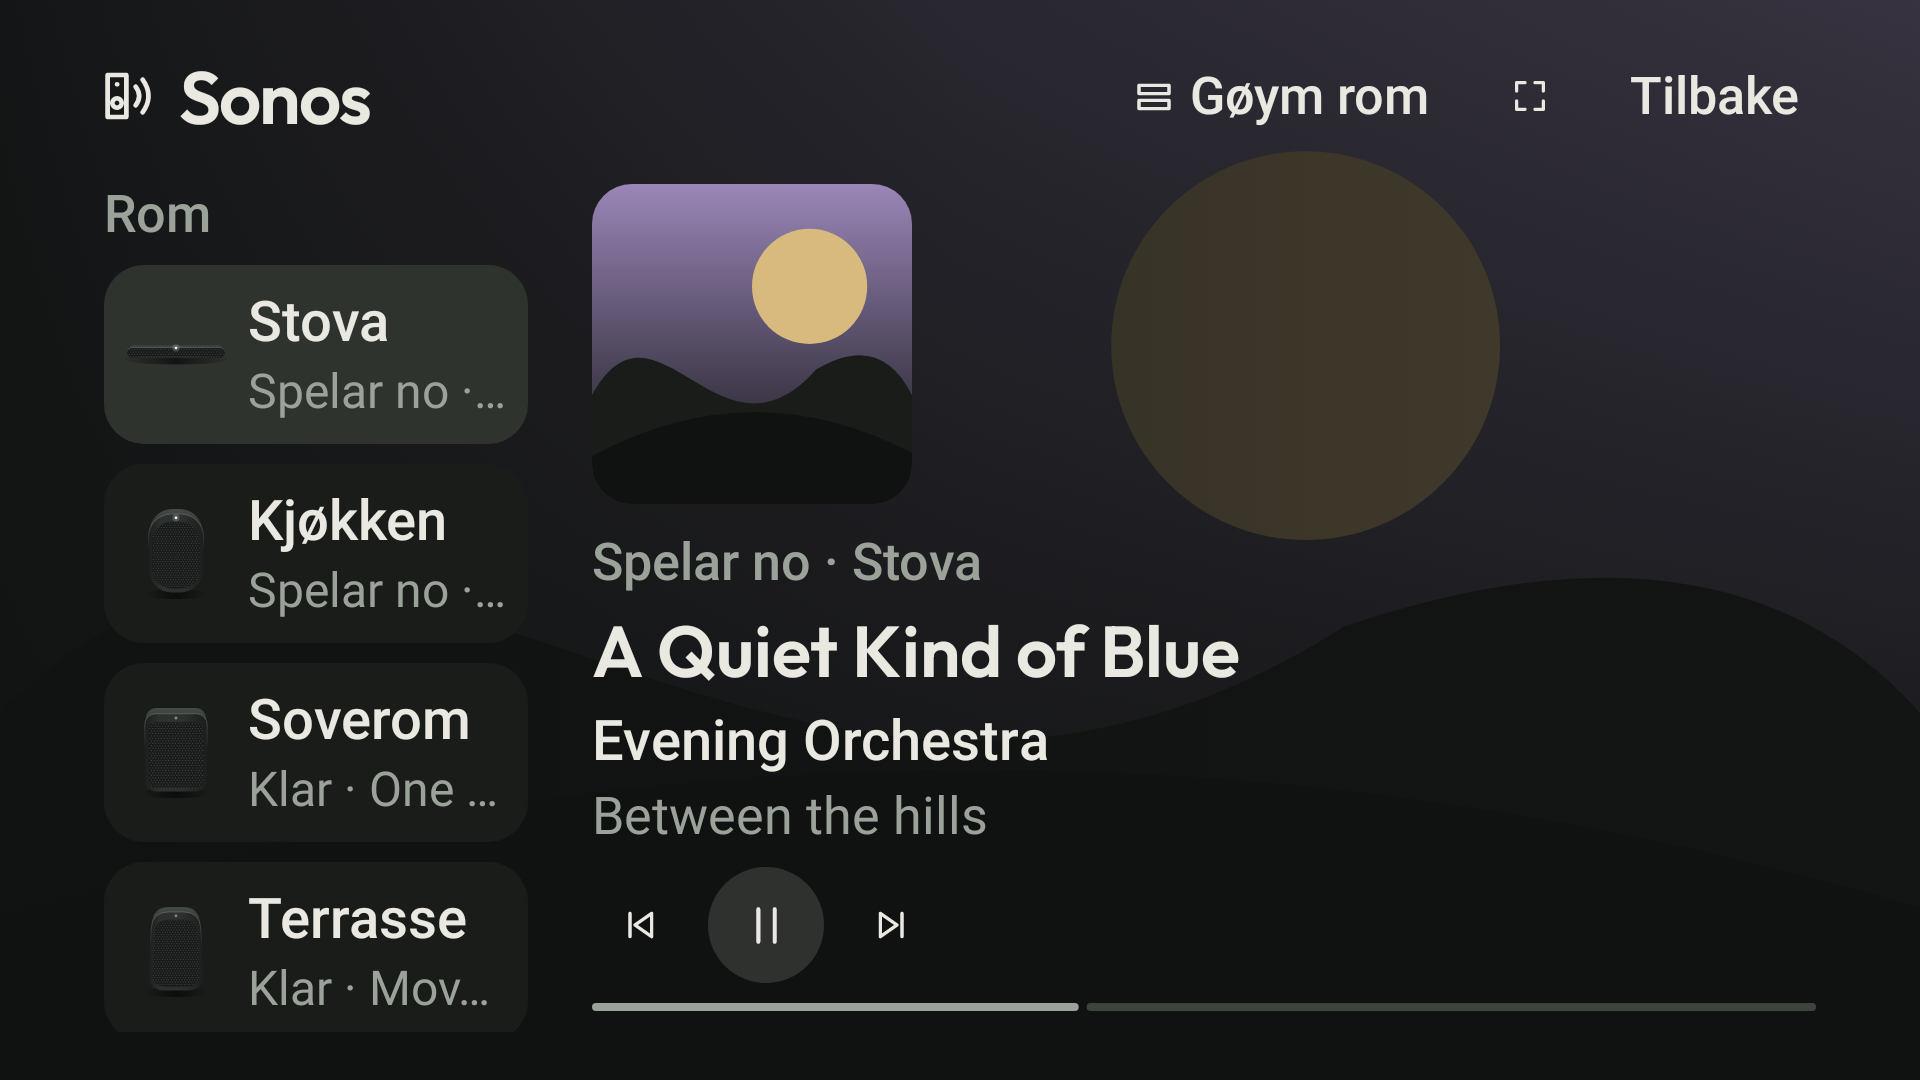 Sonos
Gøym rom
Tilbake
Rom
Stova
Spelar no ·...
Kjøkken
Spelar no ·...
Soverom
Klar · One ...
Terrasse
Klar · Mov...
Spelar no · Stova
A Quiet Kind of Blue
Evening Orchestra
Between the hills